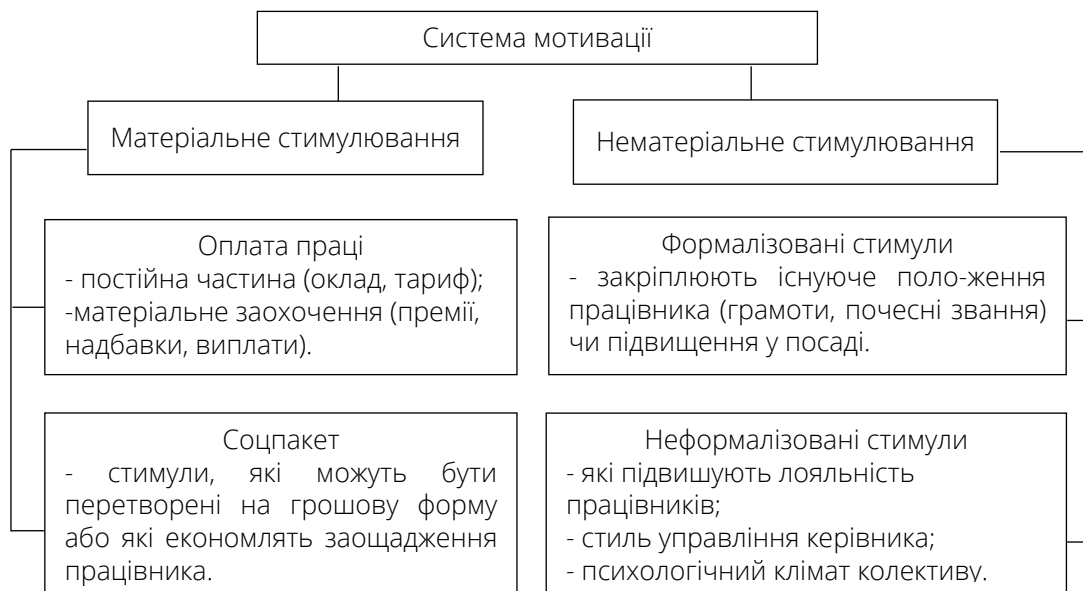 Система мотивації
Матеріальне стимулювання
Нематеріальне стимулювання
Оплата праці
- постійна частина (оклад, тариф);
-матеріальне заохочення (премії,
надбавки, виплати).
Формалізовані стимули
- закріплюють існуюче поло-ження
працівника (грамоти, почесні звання)
чи підвищення у посаді.
Соцпакет
- стимули, які можуть бути
перетворені на грошову форму
або які економлять заощадження
працівника.
Неформалізовані стимули
- які підвишують лояльність
працівників;
- стиль управління керівника;
- психологічний клімат колективу.